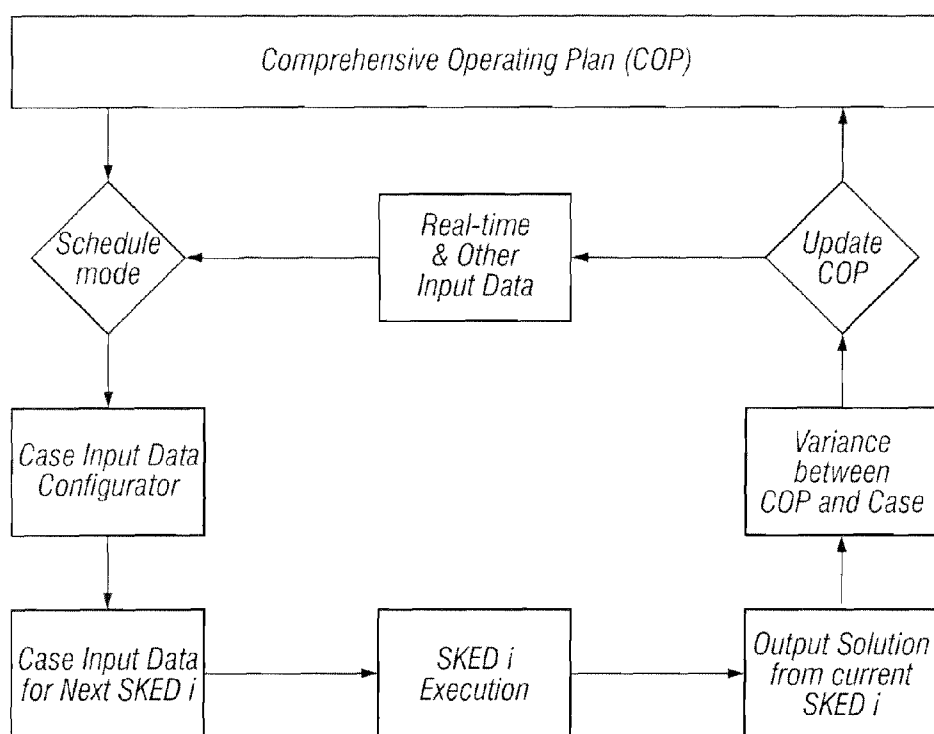 Comprehensive Operating Plan (COP)
Schedule
mode
Real-time
& Other
Input Data
Update
COP
Case Input Data
Configurator
Variance
between
COP and Case
Case Input Data
for Next SKED i
SKED i
Execution
Output Solution
from current
SKED i